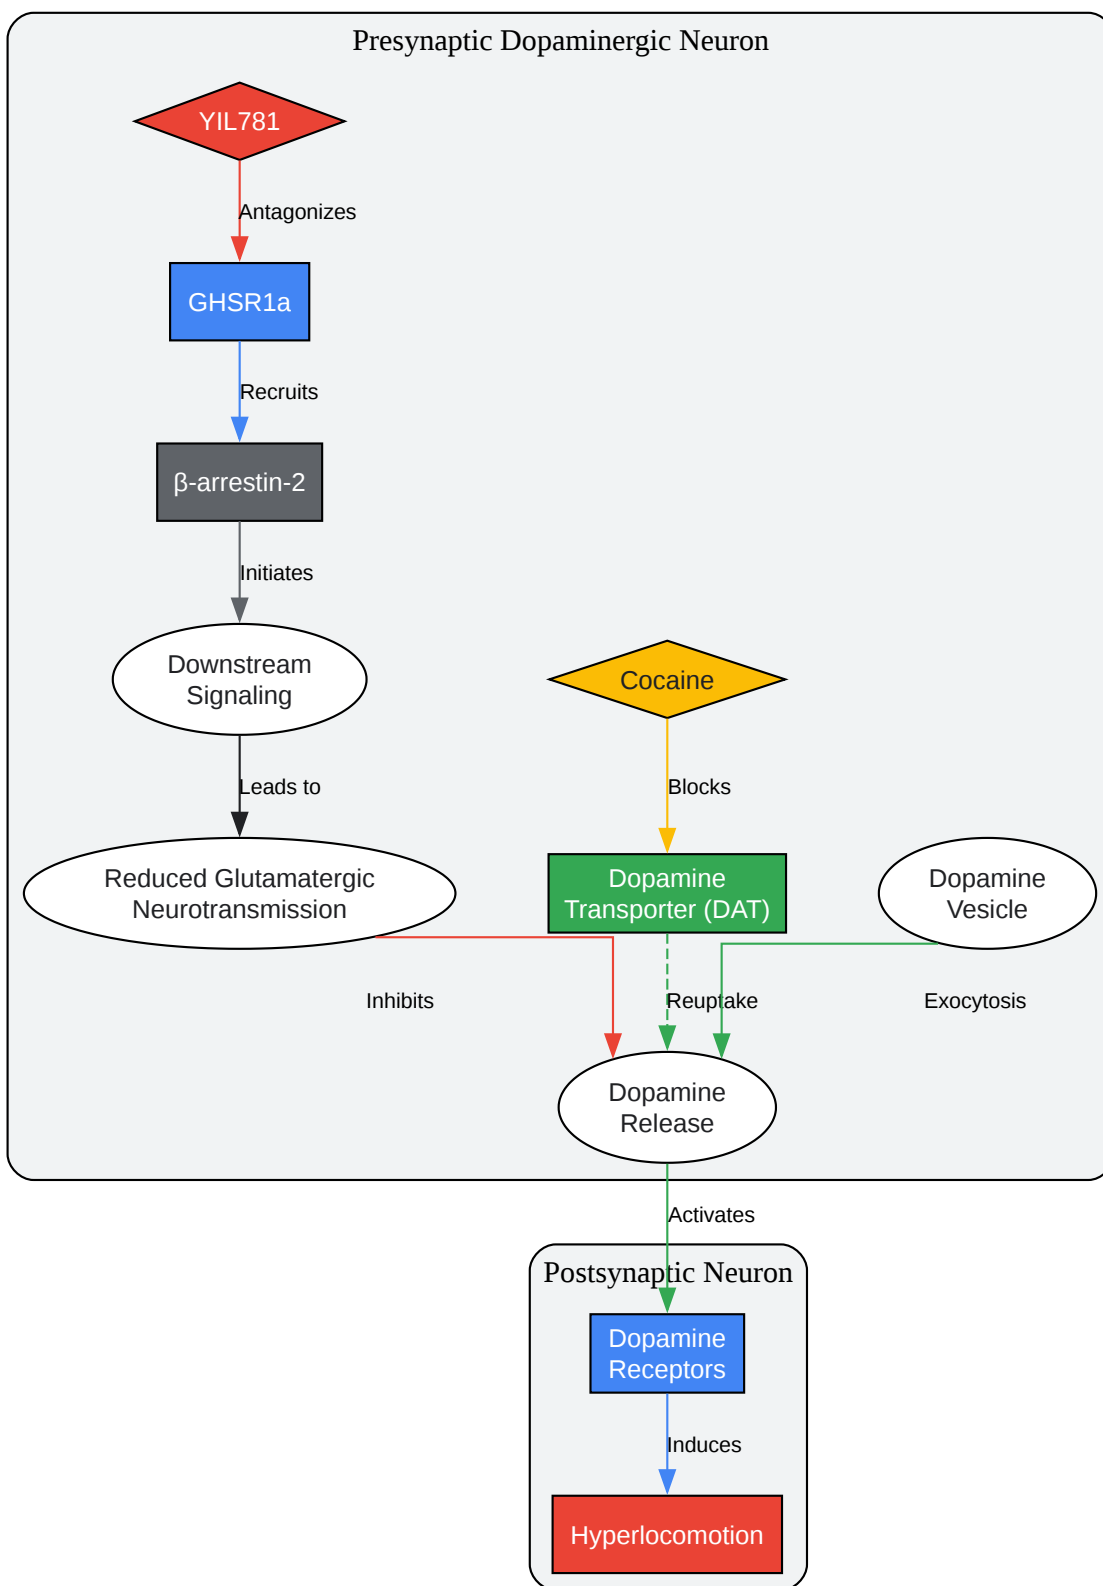 Presynaptic Dopaminergic Neuron
YIL781
Antagonizes
GHSR1a
Recruits
β-arrestin-2
Initiates
Downstream
Signaling
Cocaine
Leads to
Blocks
Reduced Glutamatergic
Neurotransmission
Dopamine
Transporter (DAT)
Dopamine
Vesicle
Inhibits
Reuptake
Exocytosis
Dopamine
Release
Activates
Postsynaptic Neuron
Dopamine
Receptors
Induces
Hyperlocomotion